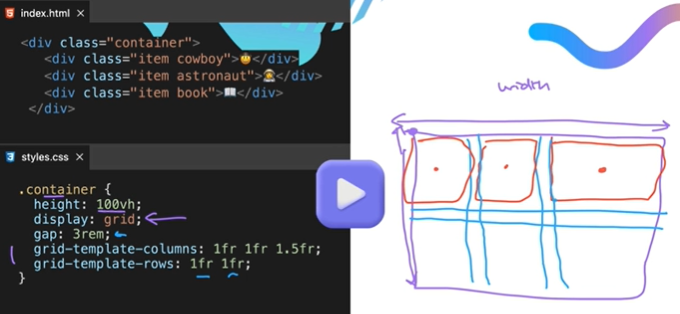 index.html ×
<div class="container">
<div class="item cowboy">🤠</div>
<div class="item astronaut">👩‍🚀</div>
<div class="item book">📖</div>
</div>
styles.css ×
.container {
height: 100vh;
display: grid;
gap: 3rem;
grid-template-columns: 1fr 1fr 1.5fr;
grid-template-rows: 1fr 1fr;
}
width